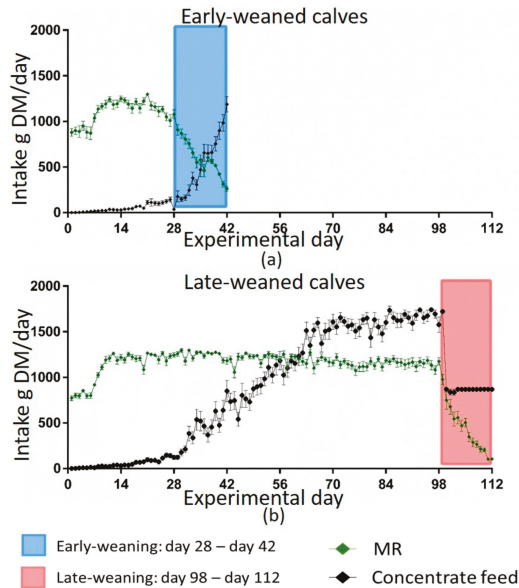 (a)
Early-weaned calves
Intake g DM/day
2000
1500
1000
500
0
0 14 28 42 56 70 84 98 112
Experimental day
(a)
Late-weaned calves
Intake g DM/day
2000
1500
1000
500
0
0 14 28 42 56 70 84 98 112
Experimental day
(b)
Early-weaning: day 28 – day 42
MR
Late-weaning: day 98 – day 112
Concentrate feed